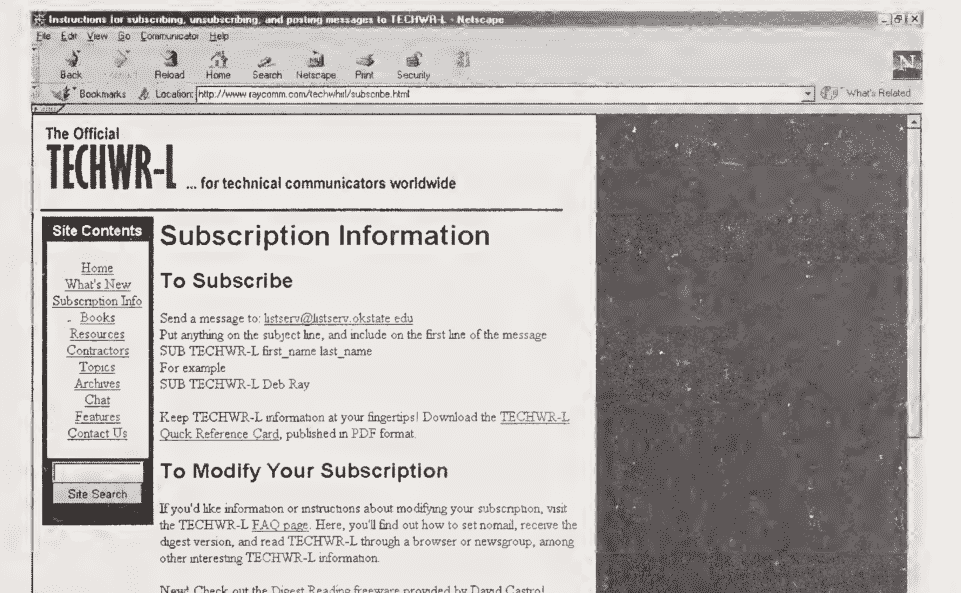 Instructions for subscribing, unsubscribing, and posting messages to TECHWR-L - Netscape
File Edit View Go Communicator Help
Back Reload Home Search Netscape Print Security
Bookmarks Location: http://www.raycomm.com/techwhirl/subscribe.html What's Related
The Official
TECHWR-L ... for technical communicators worldwide
Site Contents
Home
What's New
Subscription Info
Books
Resources
Contractors
Topics
Archives
Chat
Features
Contact Us
Site Search
Subscription Information
To Subscribe
Send a message to: listserv@listserv.okstate.edu
Put anything on the subject line, and include on the first line of the message
SUB TECHWR-L first_name last_name
For example
SUB TECHWR-L Deb Ray
Keep TECHWR-L information at your fingertips! Download the TECHWR-L
Quick Reference Card, published in PDF format.
To Modify Your Subscription
If you'd like information or instructions about modifying your subscription, visit
the TECHWR-L FAQ page. Here, you'll find out how to set nomail, receive the
digest version, and read TECHWR-L through a browser or newsgroup, among
other interesting TECHWR-L information.
New! Check out the Digest Reading freeware provided by David Castro!